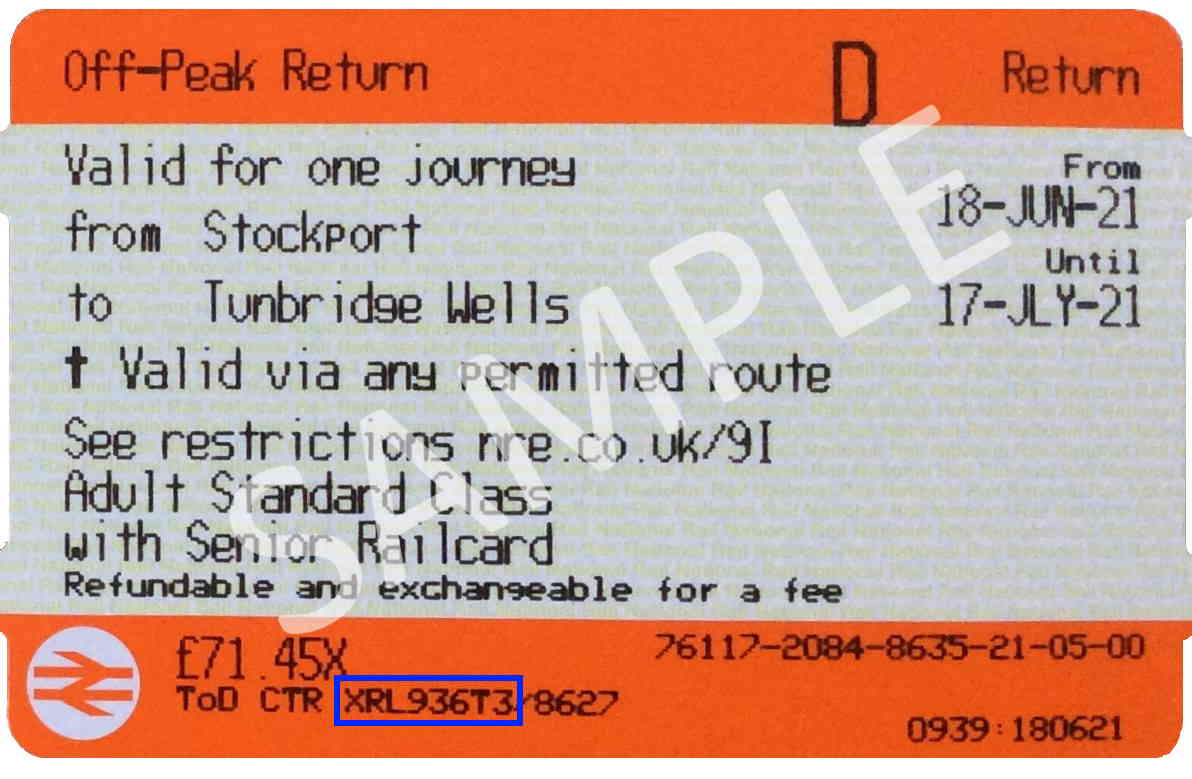 Off-Peak Return D Return
Valid for one journey From
from Stockport 18-JUN-21
Until
to Tunbridge Wells 17-JLY-21
† Valid via any permitted route
See restrictions nre.co.uk/9I
Adult Standard Class
with Senior Railcard
Refundable and exchangeable for a fee
£71.45X 76117-2084-8635-21-05-00
ToD CTR XRL936T3/8627
0939:180621
SAMPLE